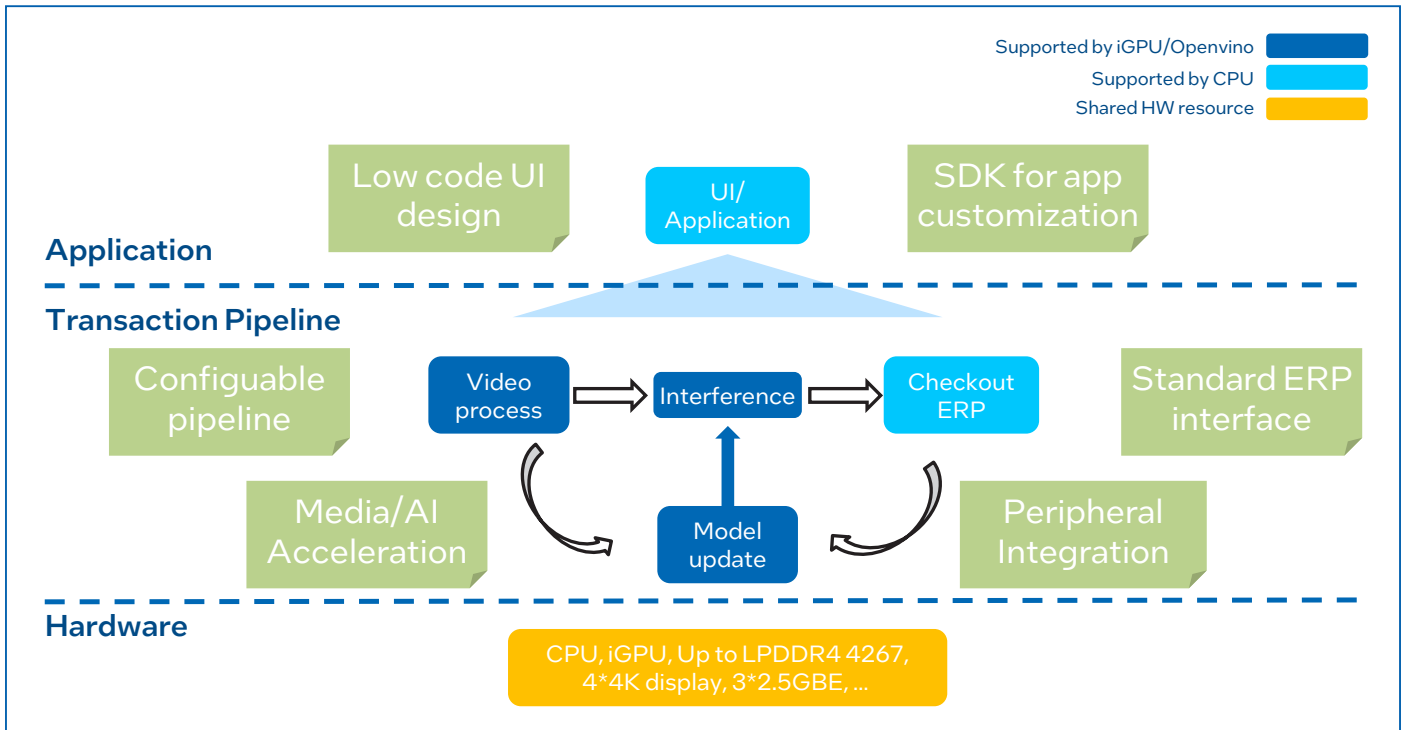 Supported by iGPU/Openvino
Supported by CPU
Shared HW resource
Low code UI
design
UI/
Application
SDK for app
customization
Application
Transaction Pipeline
Configuable
pipeline
Video
process
Interference
Checkout
ERP
Standard ERP
interface
Media/AI
Acceleration
Model
update
Peripheral
Integration
Hardware
CPU, iGPU, Up to LPDDR4 4267,
4*4K display, 3*2.5GBE, ...